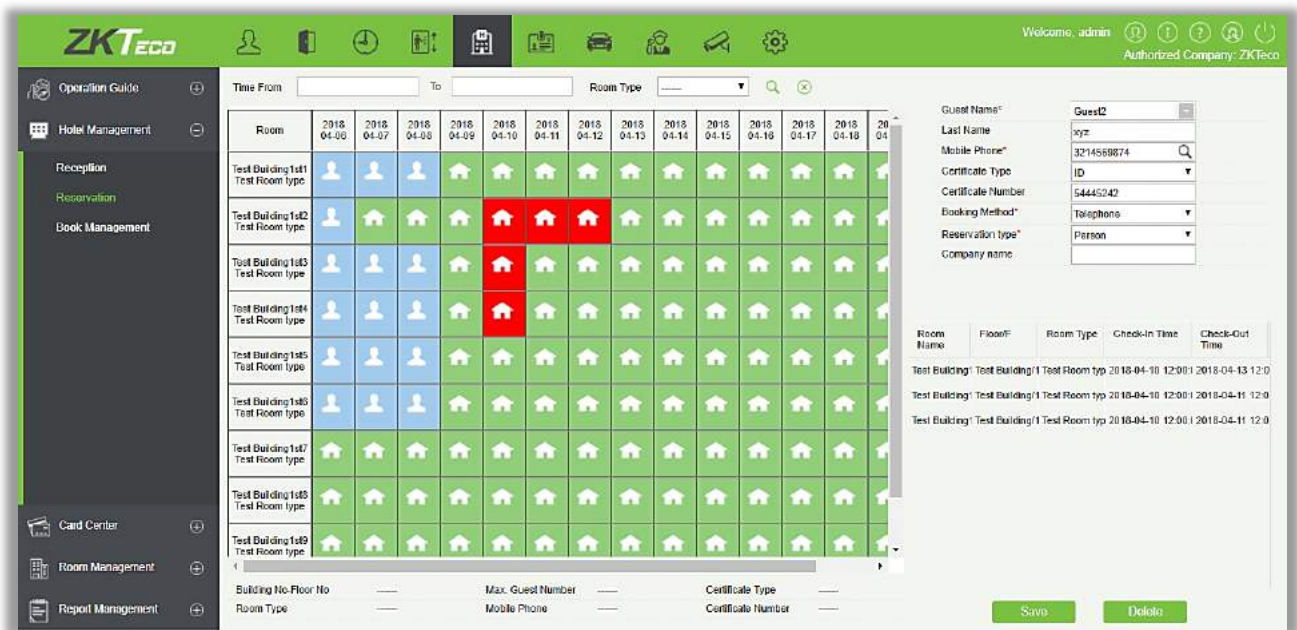 ZKTECO
Welcome, admin
Authorized Company: ZKTeco
Operation Guide
Hotel Management
Reception
Reservation
Book Management
Card Center
Room Management
Report Management
Time From To Room Type ------
Room 2018 2018 2018 2018 2018 2018 2018 2018 2018 2018 2018 2018 2018 20
04-06 04-07 04-08 04-09 04-10 04-11 04-12 04-13 04-14 04-15 04-16 04-17 04-18 04
Test Building1st1
Test Room type
Test Building1st2
Test Room type
Test Building1st3
Test Room type
Test Building1st4
Test Room type
Test Building1st5
Test Room type
Test Building1st6
Test Room type
Test Building1st7
Test Room type
Test Building1st8
Test Room type
Test Building1st9
Test Room type
Building No-Floor No ------ Max. Guest Number ------ Certificate Type ------
Room Type ------ Mobile Phone ------ Certificate Number ------
Guest Name* Guest2
Last Name xyz
Mobile Phone* 3214569874
Certificate Type ID
Certificate Number 54445242
Booking Method* Telephone
Reservation type* Person
Company name
Room Floor/F Room Type Check-In Time Check-Out
Name Time
Test Building1 Test Building/1 Test Room typ 2018-04-10 12:00:( 2018-04-13 12:0
Test Building1 Test Building/1 Test Room typ 2018-04-10 12:00:( 2018-04-11 12:0
Test Building1 Test Building/1 Test Room typ 2018-04-10 12:00:( 2018-04-11 12:0
Save Delete